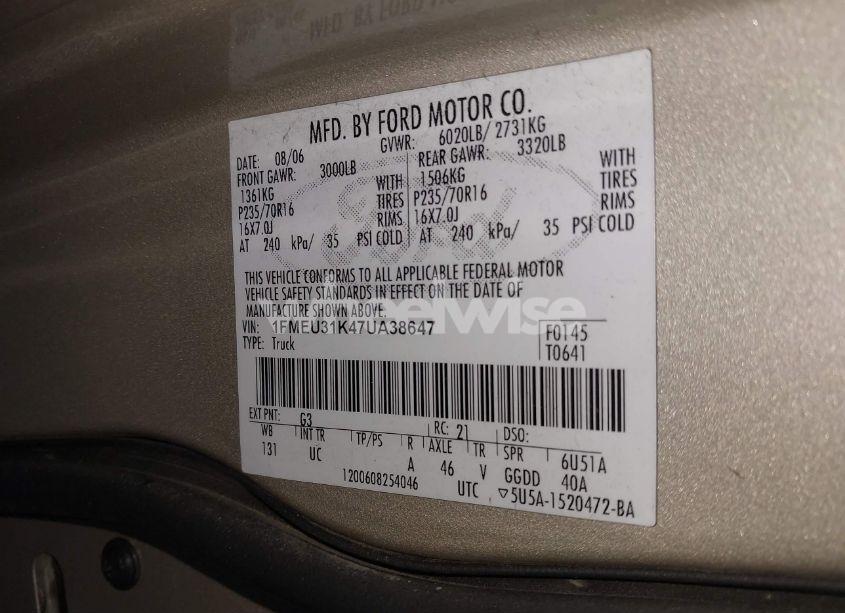 MFD. BY FORD MOTOR CO.
DATE: 08/06 GVWR: 6020LB/ 2731KG
FRONT GAWR: 3000LB REAR GAWR: 3320LB
1361KG WITH 1506KG WITH
P235/70R16 TIRES P235/70R16 TIRES
16X7.0J RIMS 16X7.0J RIMS
AT 240 kPa/ 35 PSI COLD AT 240 kPa/ 35 PSI COLD
THIS VEHICLE CONFORMS TO ALL APPLICABLE FEDERAL MOTOR
VEHICLE SAFETY STANDARDS IN EFFECT ON THE DATE OF
MANUFACTURE SHOWN ABOVE.
VIN: 1FMEU31K47UA38647 F0145
TYPE: Truck T0641
EXT PNT: G3 RC: 21 DSO:
WB INT TR TP/PS R AXLE TR SPR 6U51A
131 UC A 46 V GGDD 40A
1200608254046 UTC ▽5U5A-1520472-BA
Ford
wheelwise